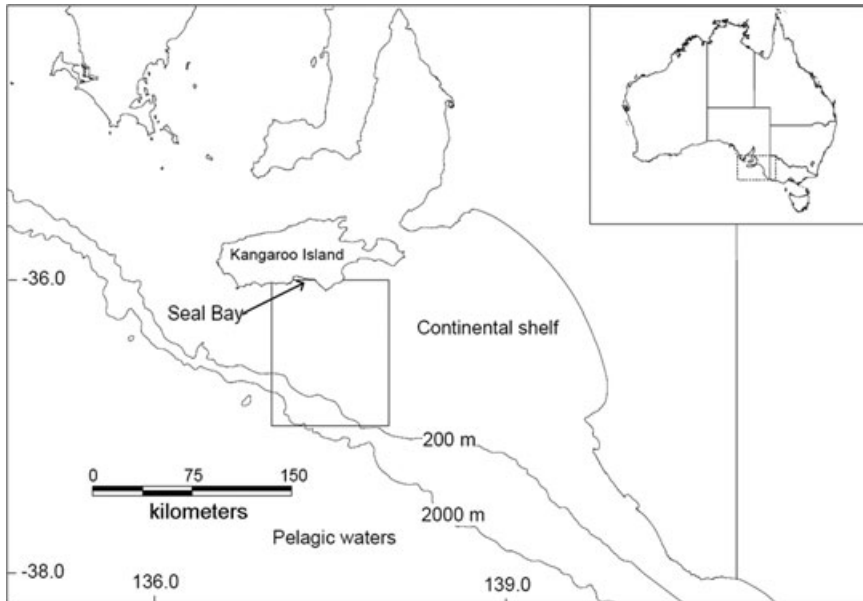 Kangaroo Island
-36.0
Seal Bay
Continental shelf
200 m
0 75 150
kilometers
2000 m
Pelagic waters
-38.0
136.0
139.0